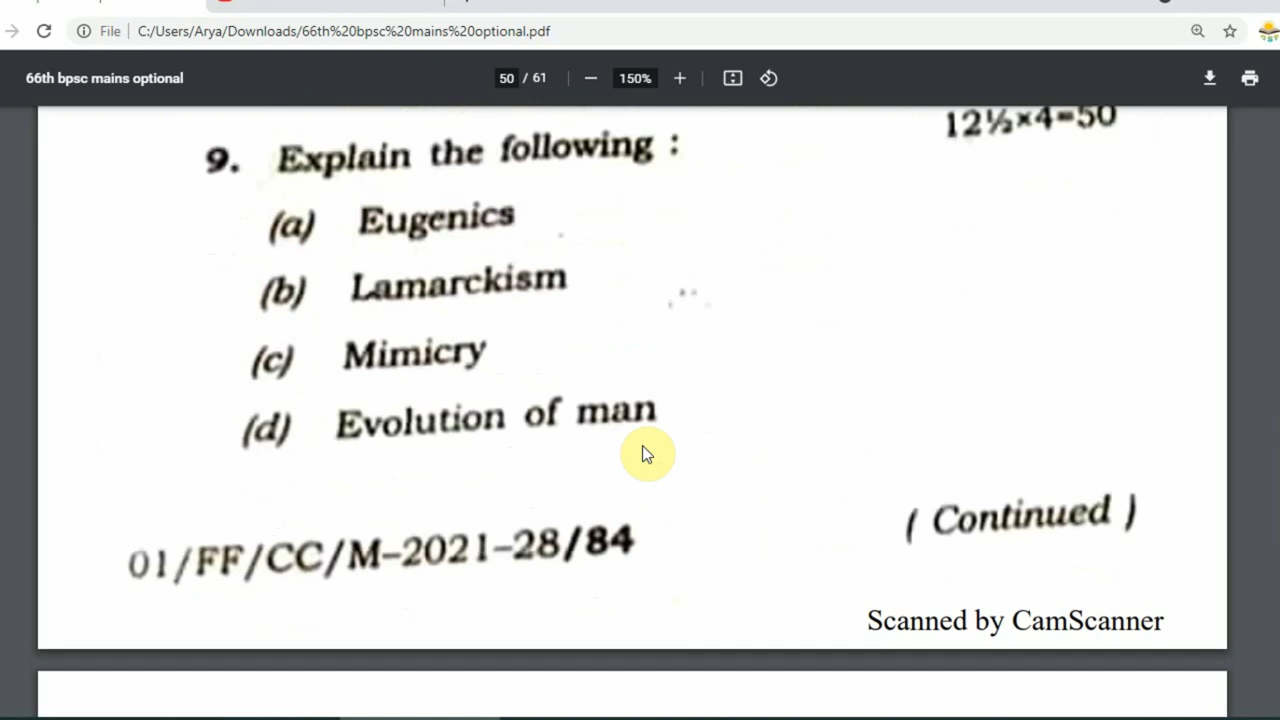 File | C:/Users/Arya/Downloads/66th%20bpsc%20mains%20optional.pdf
66th bpsc mains optional 50 / 61 150%
12½×4=50
9. Explain the following :
(a) Eugenics
(b) Lamarckism
(c) Mimicry
(d) Evolution of man
( Continued )
01/FF/CC/M–2021–28/84
Scanned by CamScanner